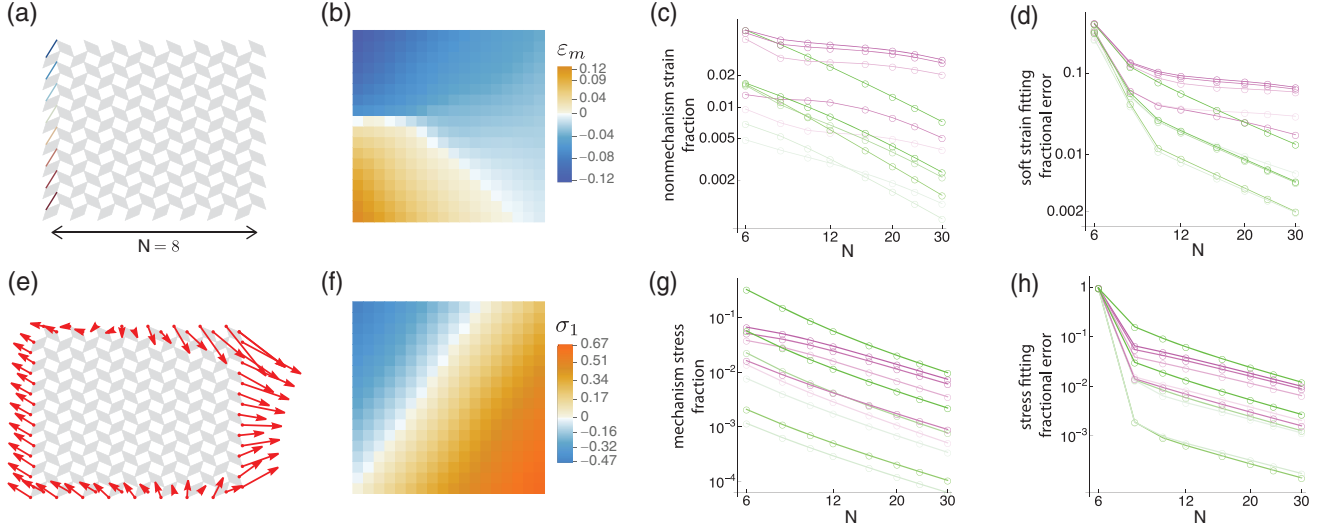 (a)
N = 8
(b)
ε_m
0.12
0.09
0.04
0
−0.04
−0.08
−0.12
(c)
nonmechanism strain
fraction
0.02
0.01
0.005
0.002
6
12
20
30
N
(d)
soft strain fitting
fractional error
0.1
0.01
0.002
6
12
20
30
N
(e)
(f)
σ_1
0.67
0.51
0.34
0.17
0
−0.16
−0.32
−0.47
(g)
mechanism stress
fraction
10^−1
10^−2
10^−3
10^−4
6
12
20
30
N
(h)
stress fitting
fractional error
1
10^−1
10^−2
10^−3
6
12
20
30
N